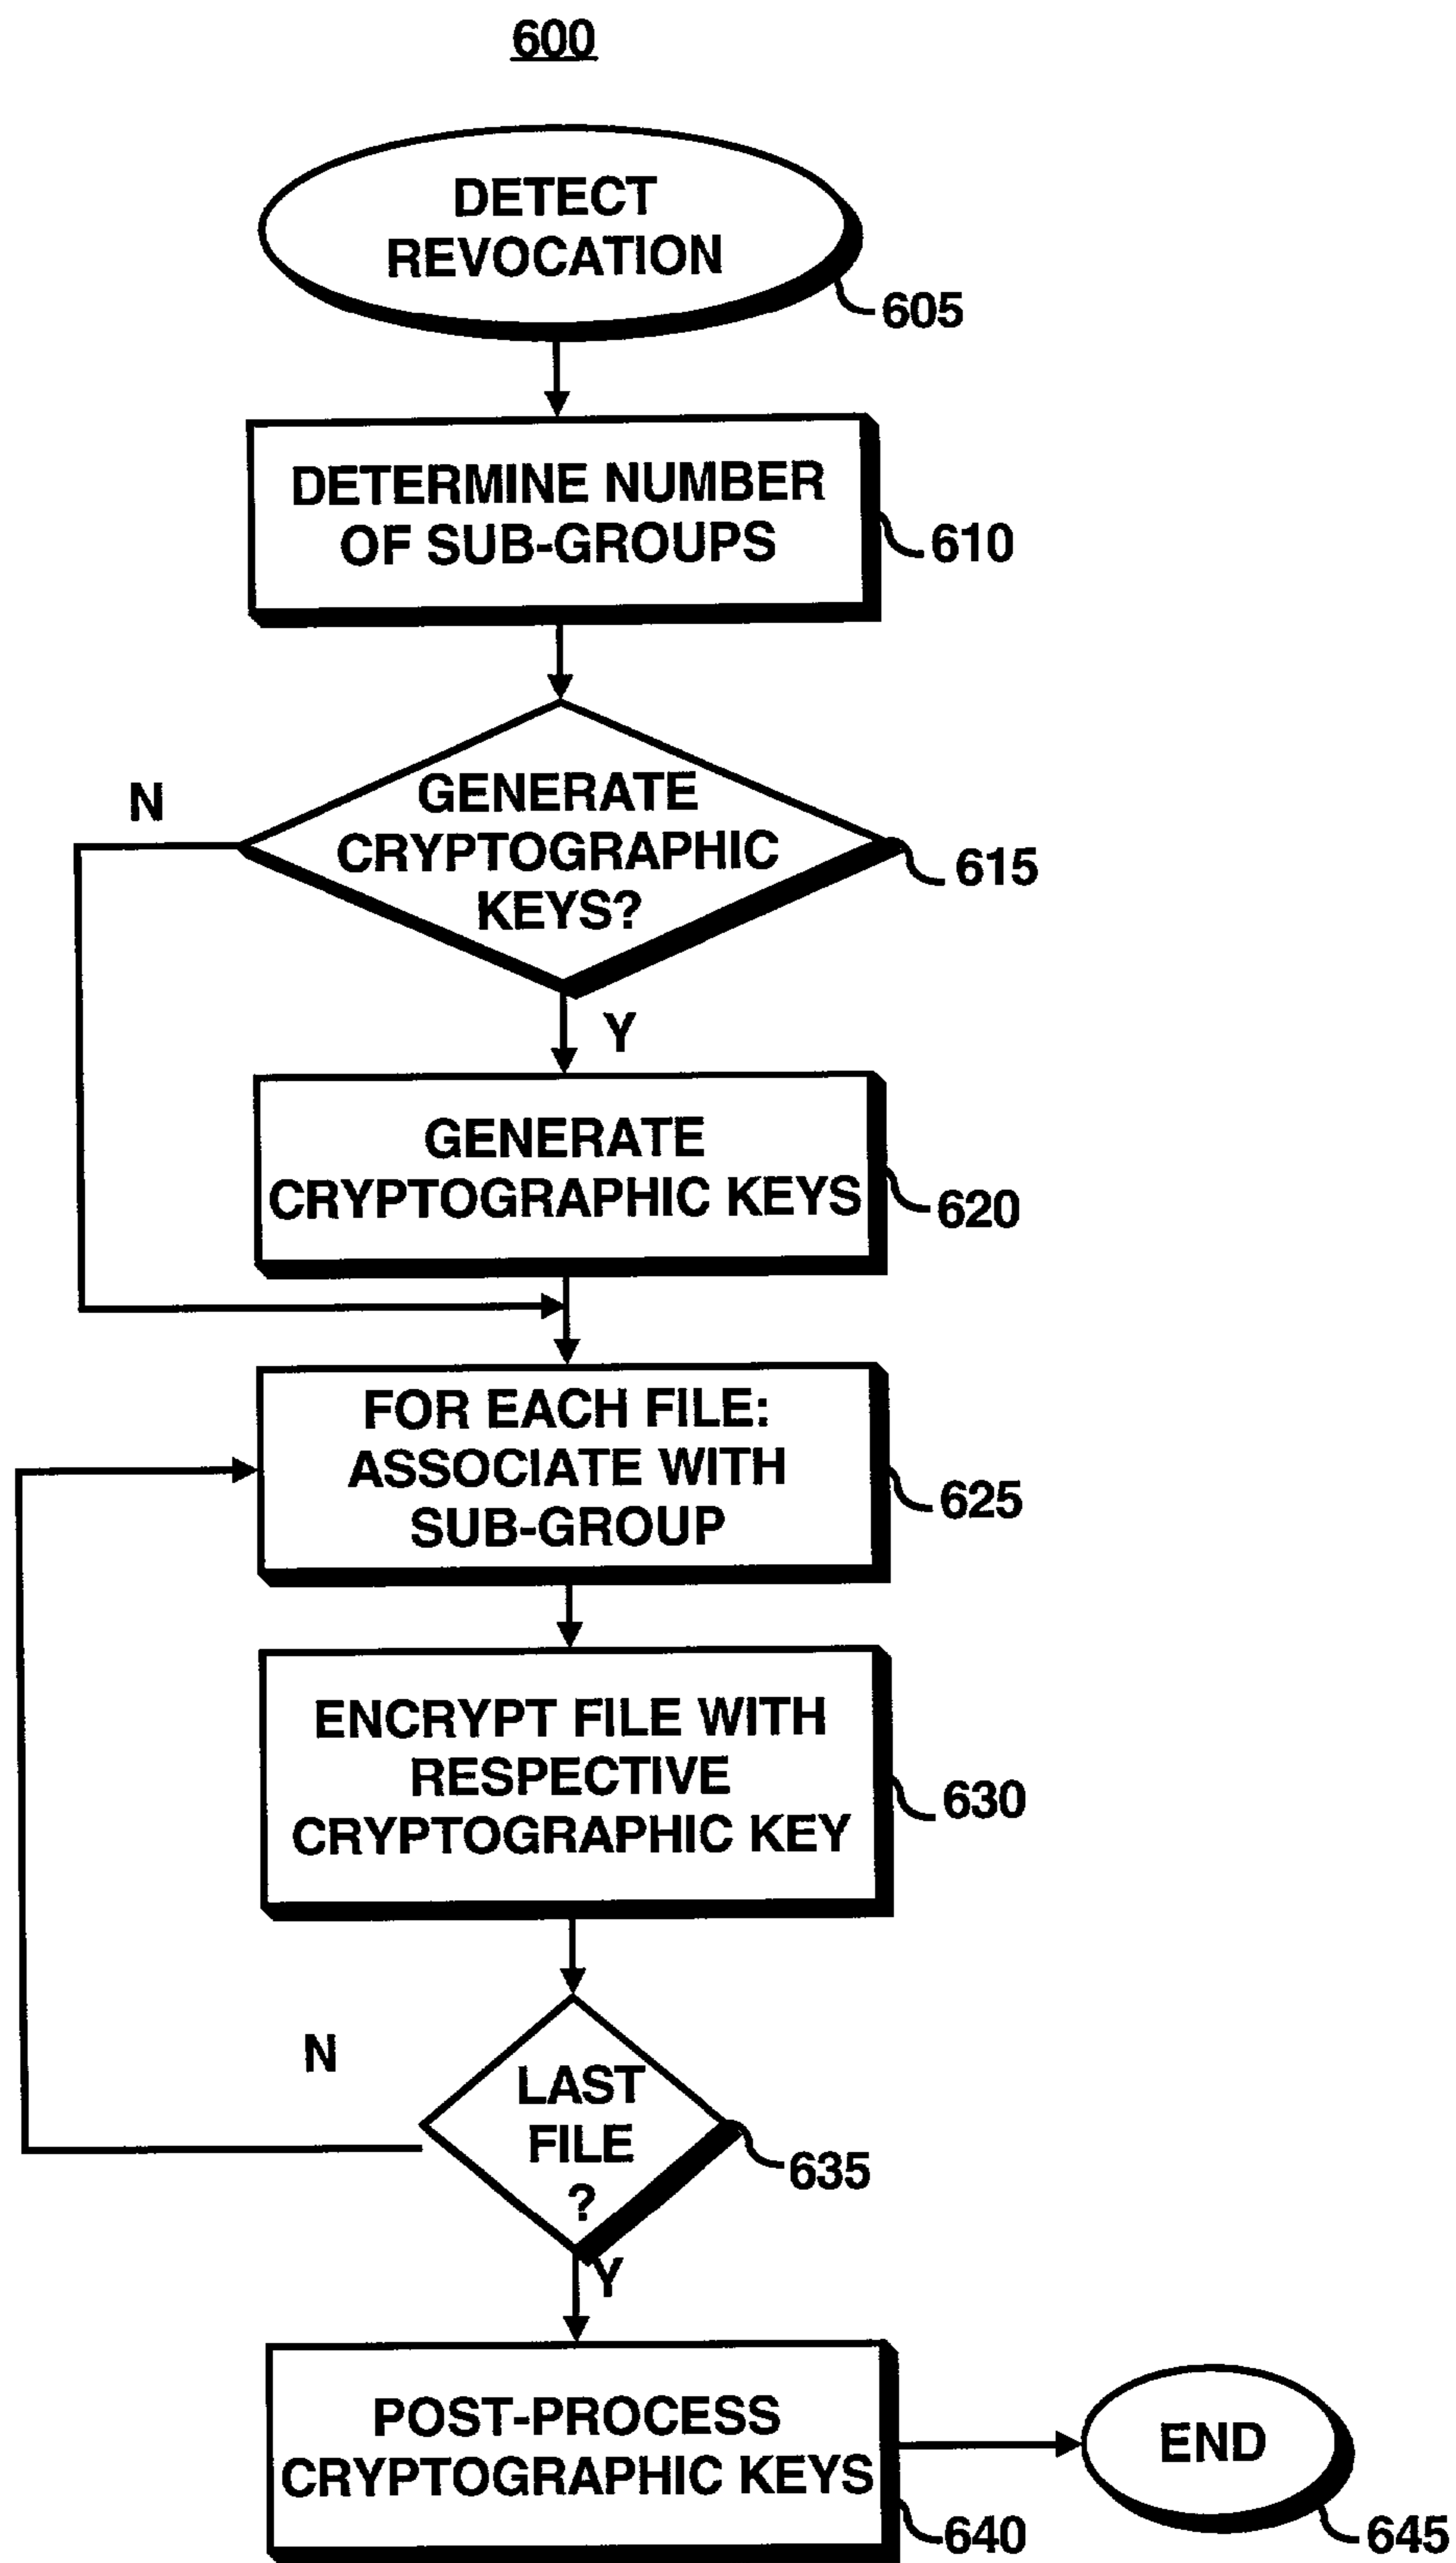 600
DETECT
REVOCATION
605
DETERMINE NUMBER
OF SUB-GROUPS
610
N
GENERATE
CRYPTOGRAPHIC
KEYS?
615
Y
GENERATE
CRYPTOGRAPHIC KEYS
620
FOR EACH FILE:
ASSOCIATE WITH
SUB-GROUP
625
ENCRYPT FILE WITH
RESPECTIVE
CRYPTOGRAPHIC KEY
630
N
LAST
FILE
?
635
Y
POST-PROCESS
CRYPTOGRAPHIC KEYS
640
END
645